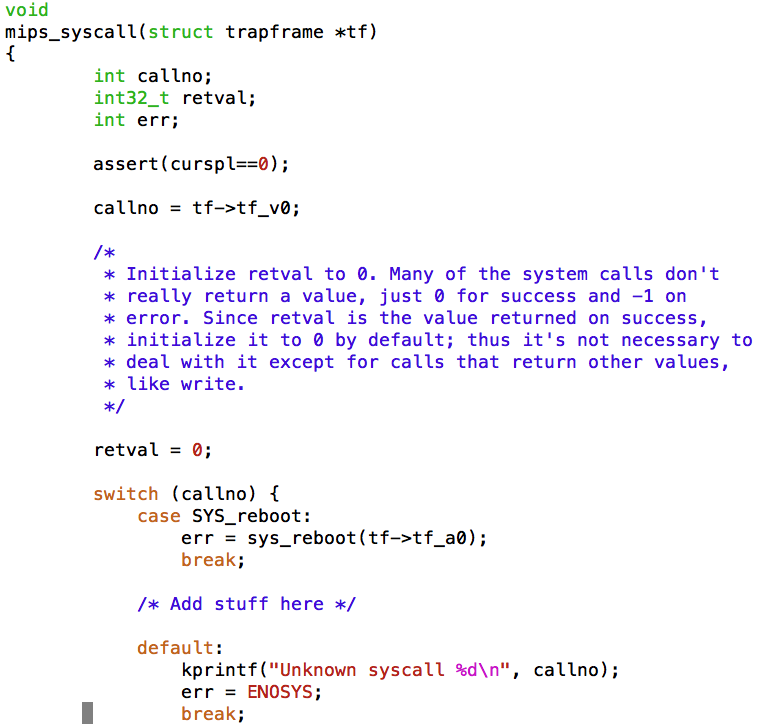 void
mips_syscall(struct trapframe *tf)
{
        int callno;
        int32_t retval;
        int err;

        assert(curspl==0);

        callno = tf->tf_v0;

        /*
         * Initialize retval to 0. Many of the system calls don't
         * really return a value, just 0 for success and -1 on
         * error. Since retval is the value returned on success,
         * initialize it to 0 by default; thus it's not necessary to
         * deal with it except for calls that return other values,
         * like write.
         */

        retval = 0;

        switch (callno) {
            case SYS_reboot:
                err = sys_reboot(tf->tf_a0);
                break;

            /* Add stuff here */

            default:
                kprintf("Unknown syscall %d\n", callno);
                err = ENOSYS;
                break;